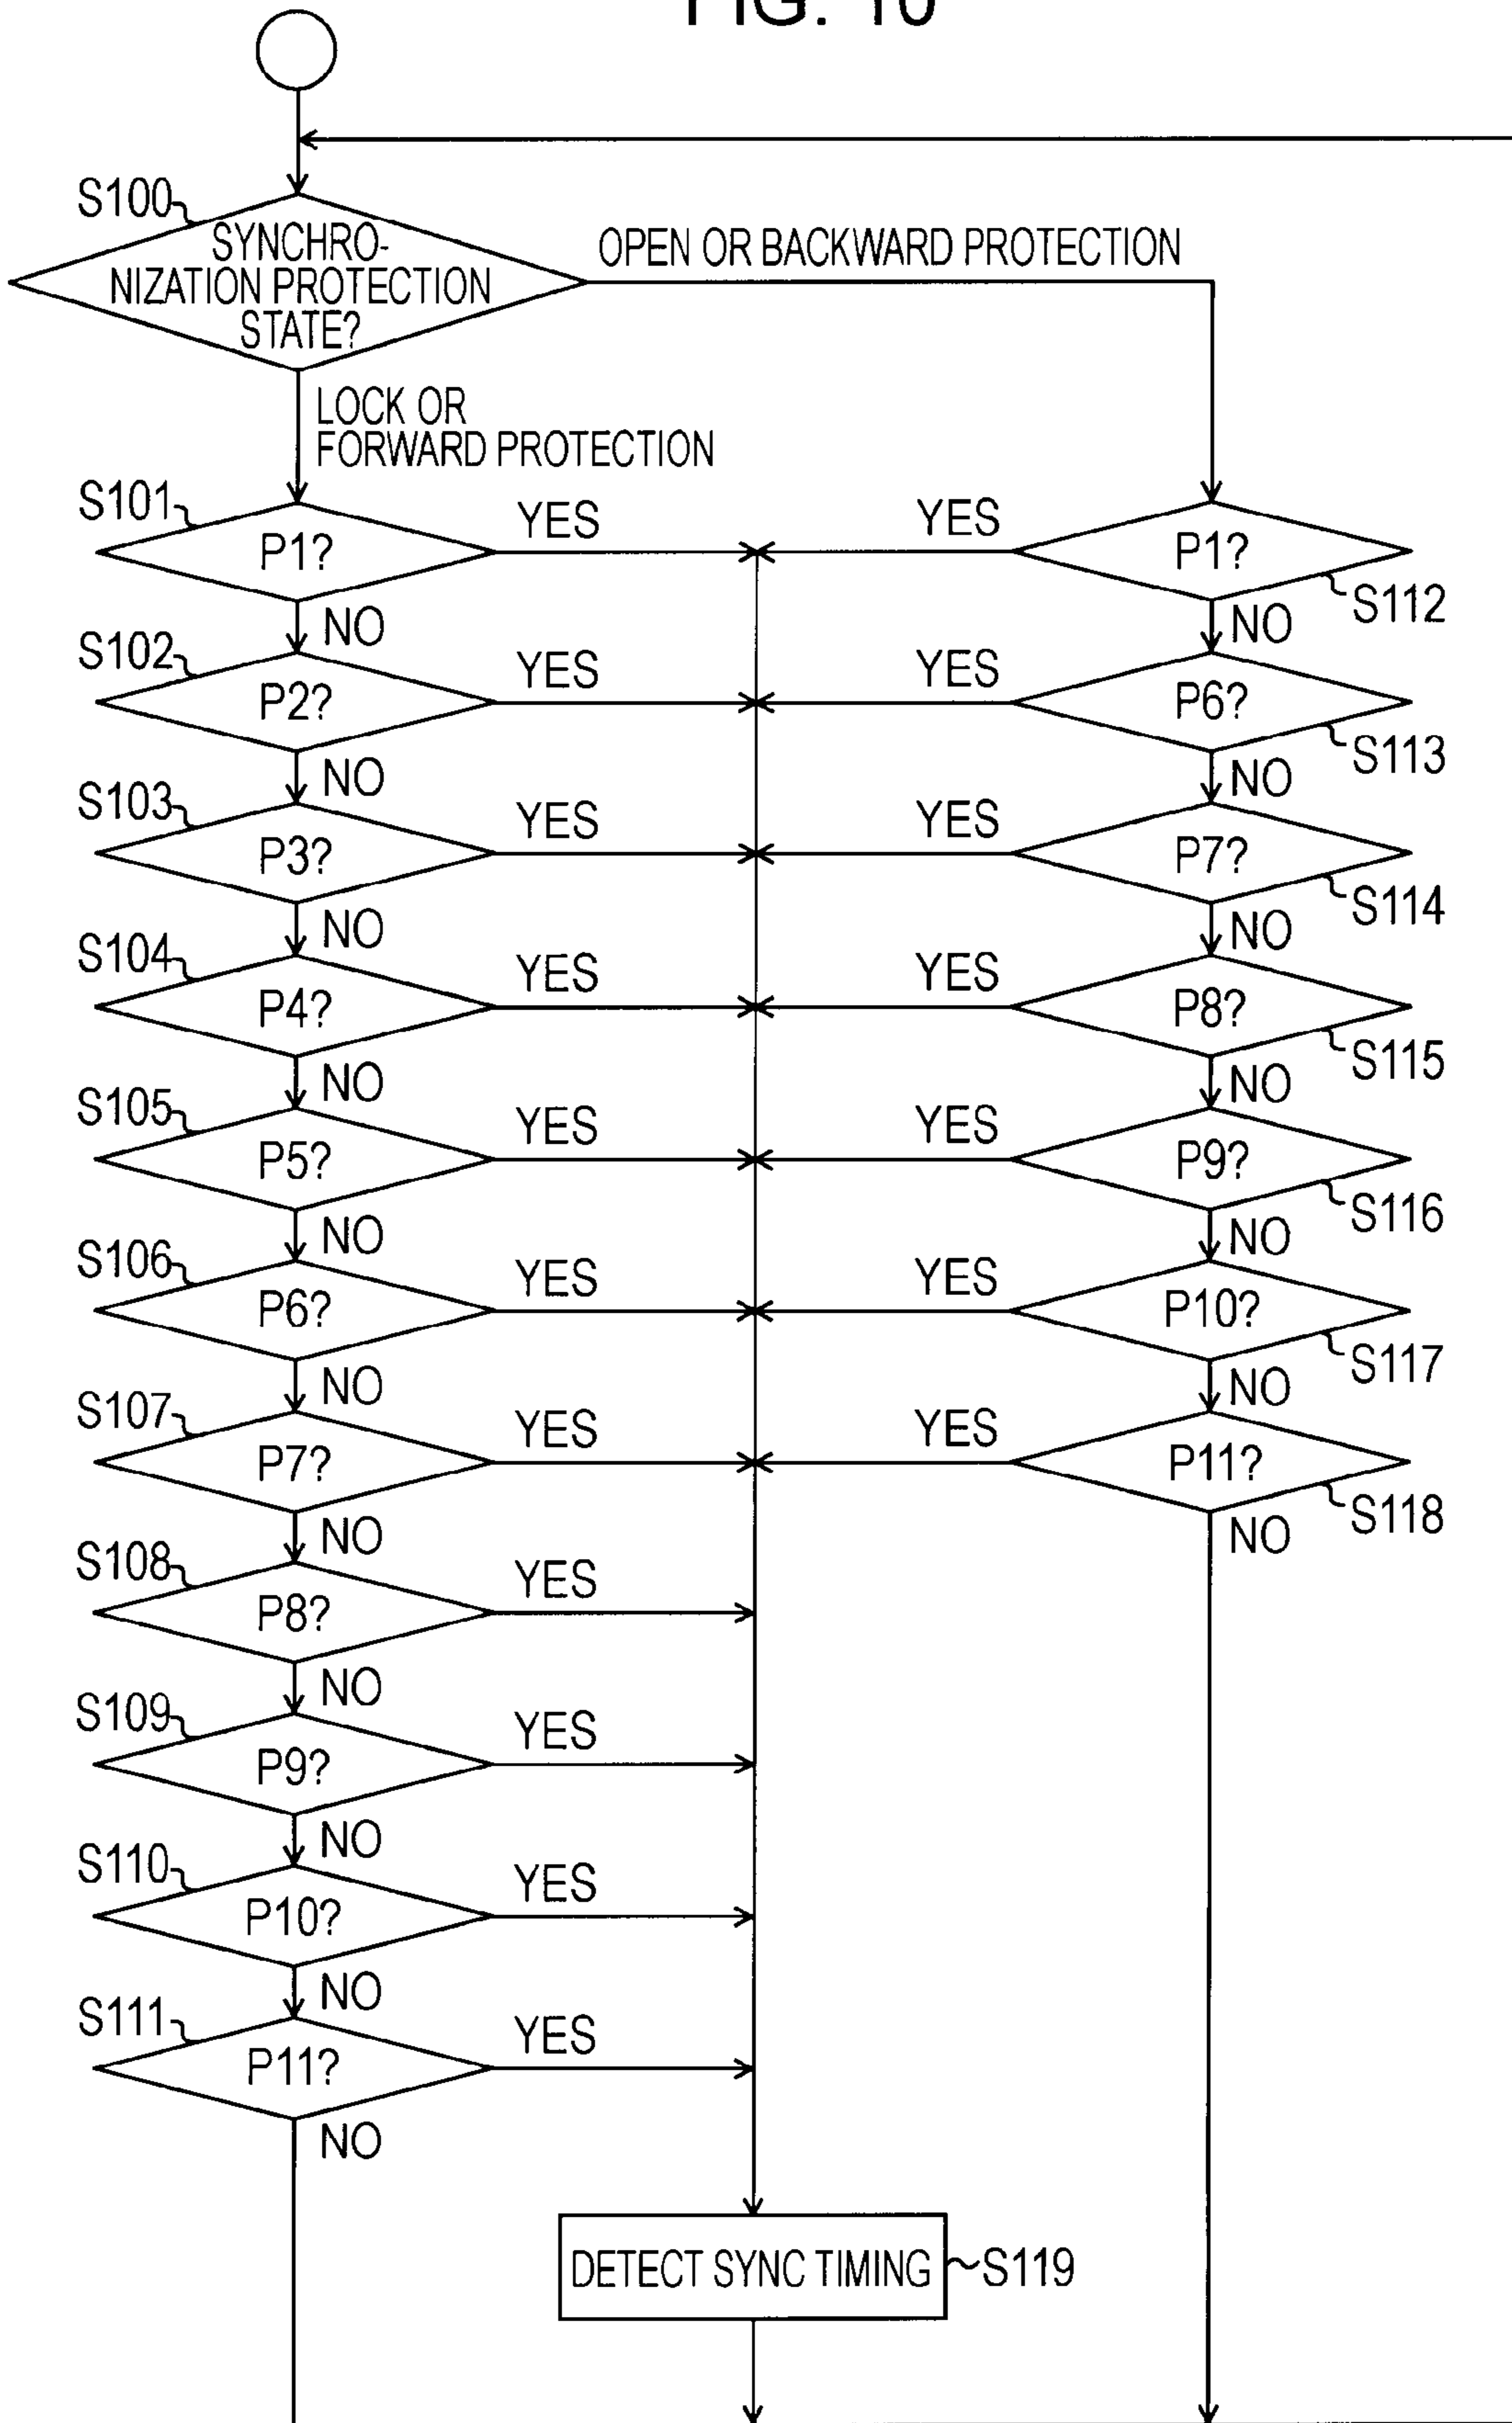 FIG. 10
S100
SYNCHRO-
NIZATION PROTECTION
STATE?
OPEN OR BACKWARD PROTECTION
LOCK OR
FORWARD PROTECTION
S101
P1?
YES
YES
P1?
S112
NO
NO
S102
P2?
YES
YES
P6?
S113
NO
NO
S103
P3?
YES
YES
P7?
S114
NO
NO
S104
P4?
YES
YES
P8?
S115
NO
NO
S105
P5?
YES
YES
P9?
S116
NO
NO
S106
P6?
YES
YES
P10?
S117
NO
NO
S107
P7?
YES
YES
P11?
S118
NO
NO
S108
P8?
YES
NO
S109
P9?
YES
NO
S110
P10?
YES
NO
S111
P11?
YES
NO
DETECT SYNC TIMING
S119